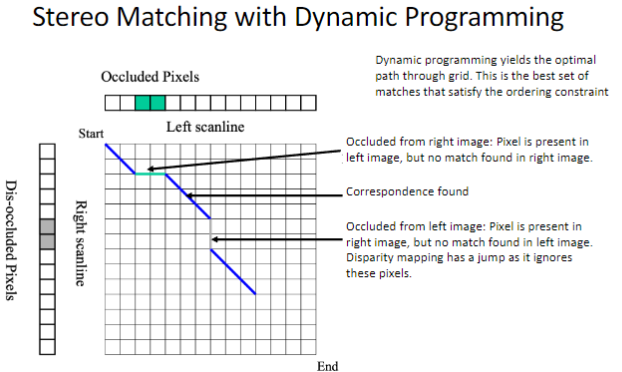 Stereo Matching with Dynamic Programming
Dynamic programming yields the optimal
path through grid. This is the best set of
matches that satisfy the ordering constraint
Occluded Pixels
Left scanline
Start
Occluded from right image: Pixel is present in
left image, but no match found in right image.
Correspondence found
Occluded from left image: Pixel is present in
right image, but no match found in left image.
Disparity mapping has a jump as it ignores
these pixels.
Dis-occluded Pixels
Right scanline
End